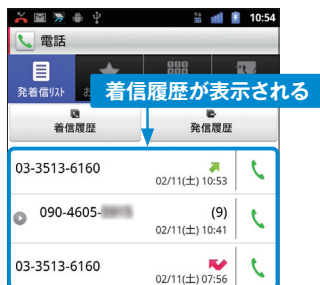 3G 10:54
電話
発着信リスト お
着信履歴が表示される
着信履歴 発信履歴
03-3513-6160
02/11(土) 10:53
090-4605- (9)
02/11(土) 10:41
03-3513-6160
02/11(土) 07:56